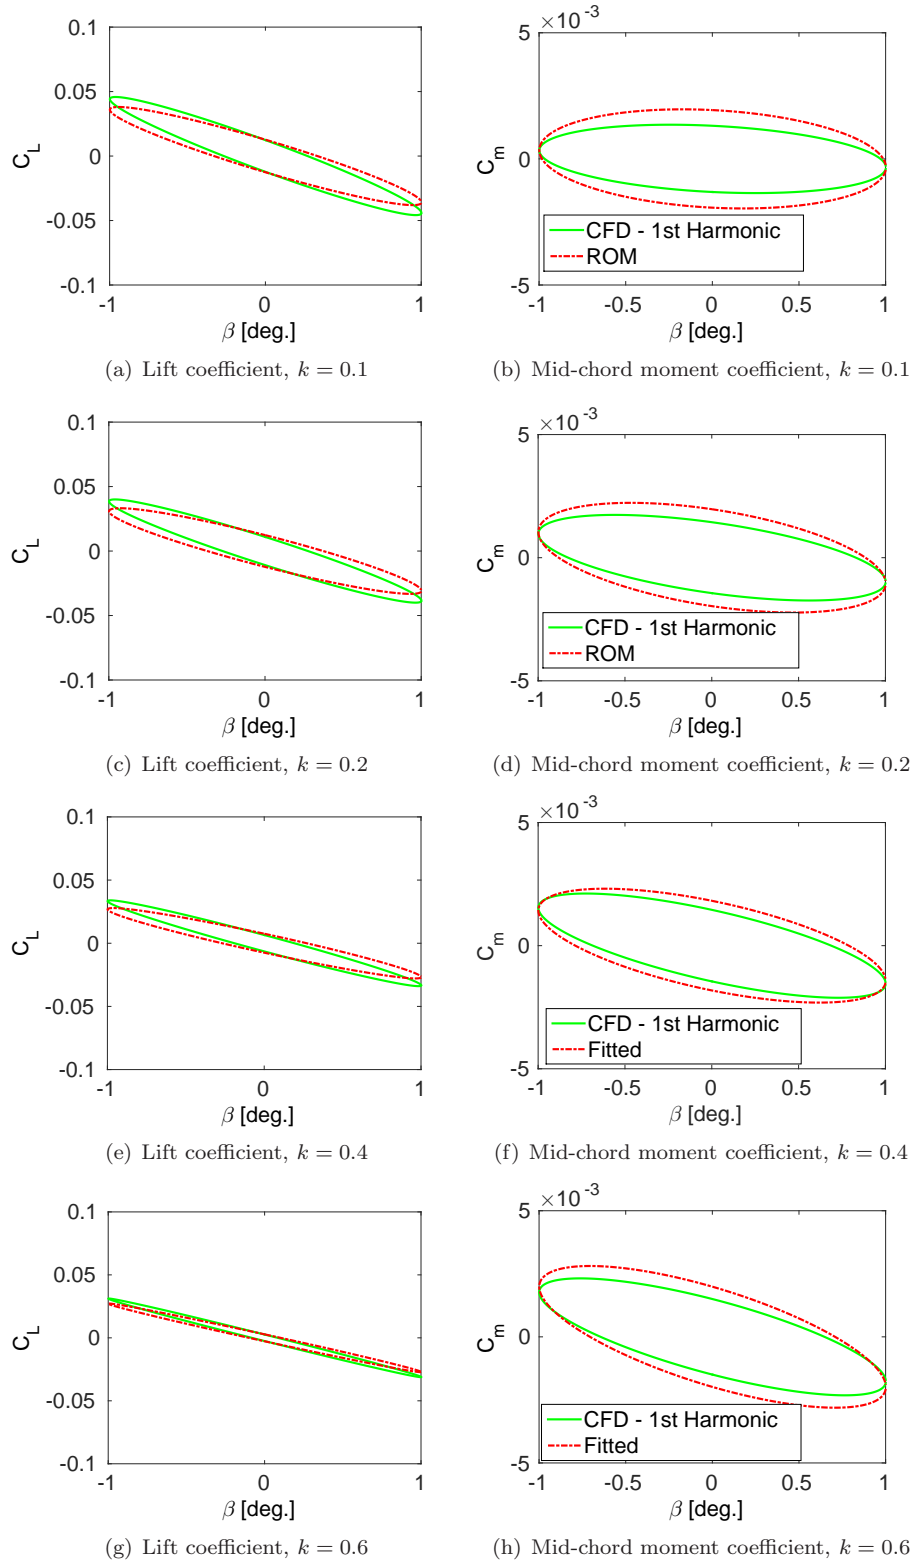 0.1
0.05
0
-0.05
-0.1
C_L
-1 0 1
β [deg.]
(a) Lift coefficient, k = 0.1
×10^-3
5
0
-5
C_m
CFD - 1st Harmonic
ROM
-1 -0.5 0 0.5 1
β [deg.]
(b) Mid-chord moment coefficient, k = 0.1
0.1
0.05
0
-0.05
-0.1
C_L
-1 0 1
β [deg.]
(c) Lift coefficient, k = 0.2
×10^-3
5
0
-5
C_m
CFD - 1st Harmonic
ROM
-1 -0.5 0 0.5 1
β [deg.]
(d) Mid-chord moment coefficient, k = 0.2
0.1
0.05
0
-0.05
-0.1
C_L
-1 0 1
β [deg.]
(e) Lift coefficient, k = 0.4
×10^-3
5
0
-5
C_m
CFD - 1st Harmonic
Fitted
-1 -0.5 0 0.5 1
β [deg.]
(f) Mid-chord moment coefficient, k = 0.4
0.1
0.05
0
-0.05
-0.1
C_L
-1 0 1
β [deg.]
(g) Lift coefficient, k = 0.6
×10^-3
5
0
-5
C_m
CFD - 1st Harmonic
Fitted
-1 -0.5 0 0.5 1
β [deg.]
(h) Mid-chord moment coefficient, k = 0.6